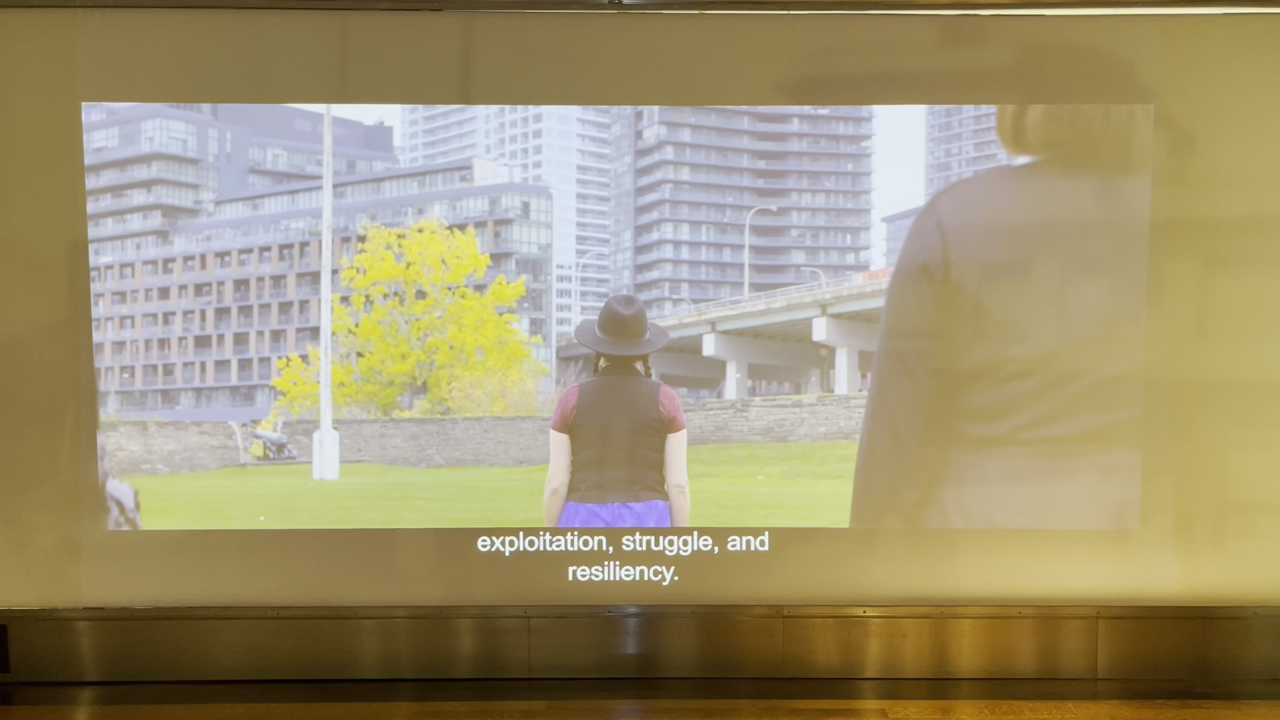 exploitation, struggle, and
resiliency.